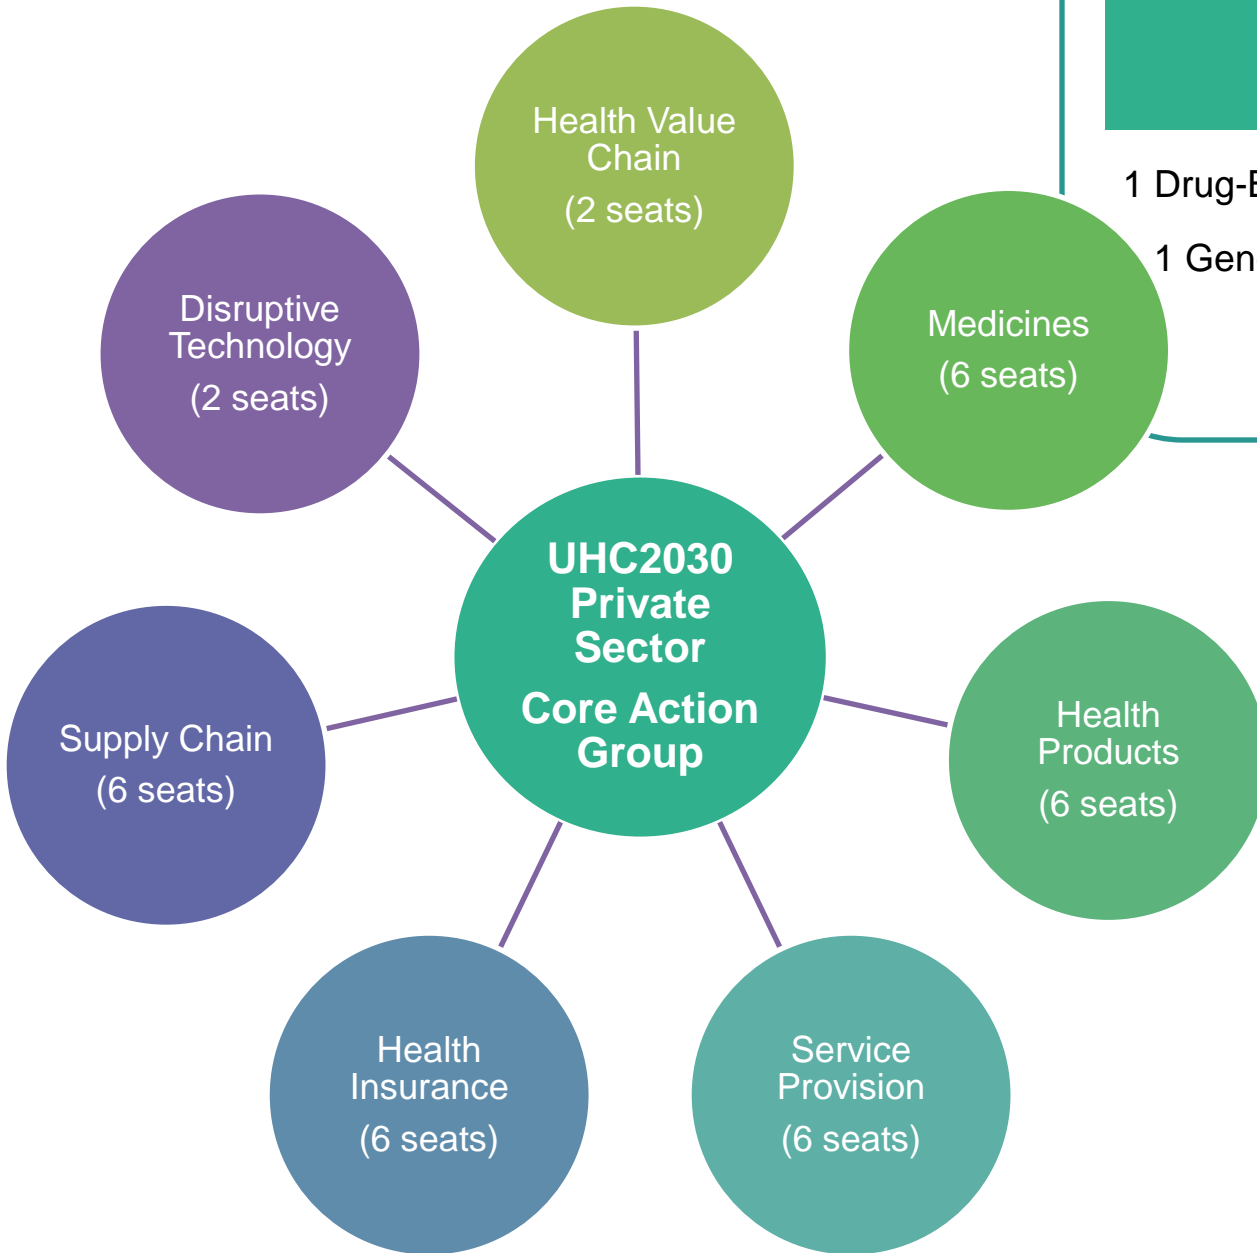 Health Value
Chain
(2 seats)
1 Drug-
1 Gen
Disruptive
Technology
(2 seats)
Medicines
(6 seats)
UHC2030
Private
Sector
Core Action
Group
Supply Chain
(6 seats)
Health
Products
(6 seats)
Health
Insurance
(6 seats)
Service
Provision
(6 seats)